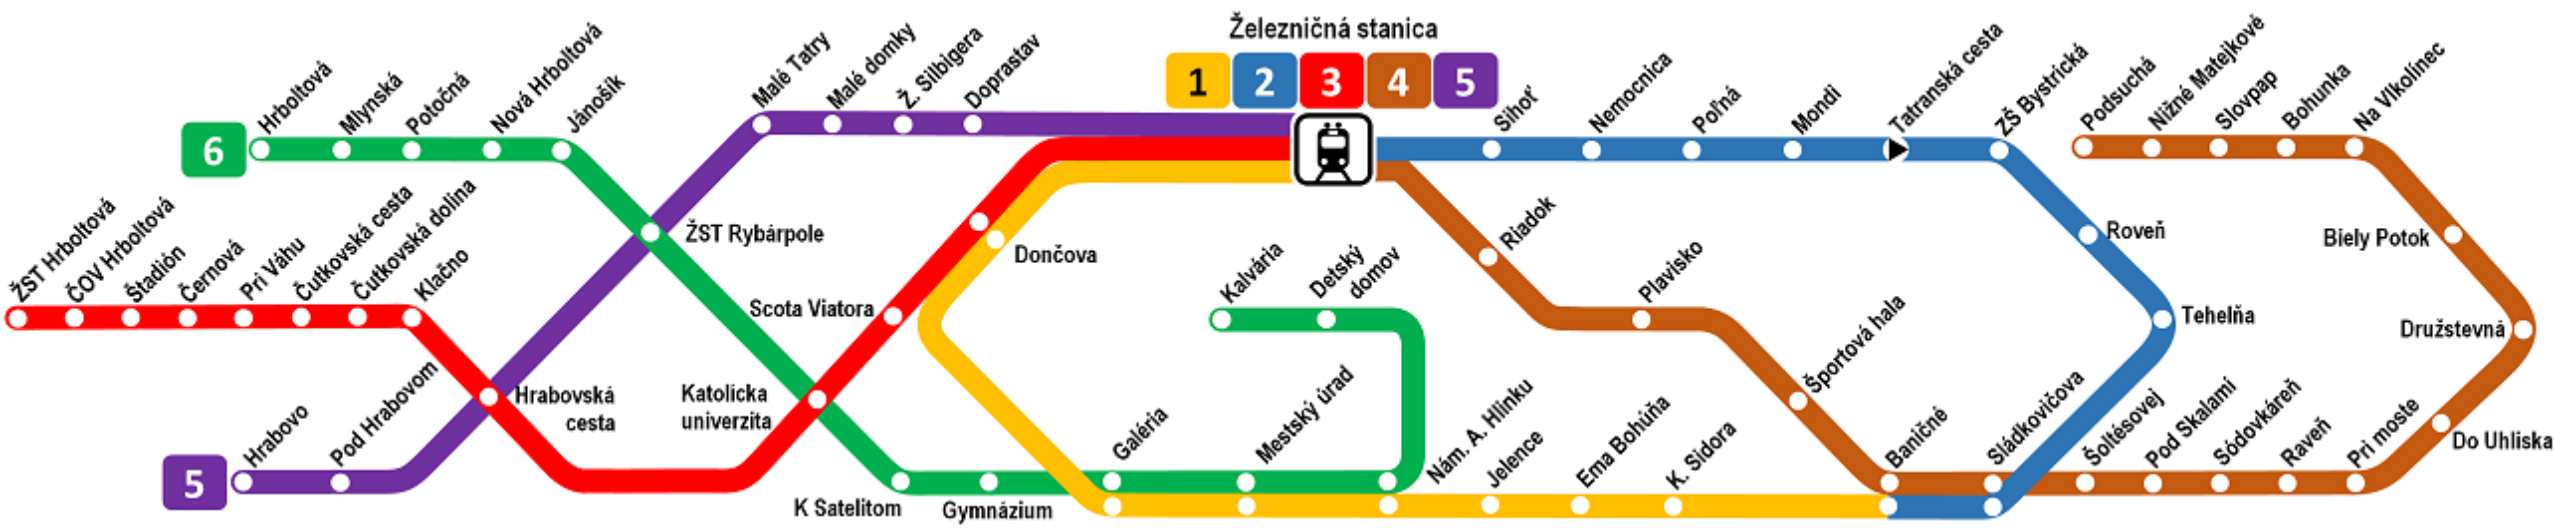 Železničná stanica
1 2 3 4 5
6
Hrboltová
Mlynská
Potočná
Nová Hrboltová
Jánošík
Malé Tatry
Malé domky
Ž. Silbigera
Doprastav
Sihoť
Nemocnica
Poľná
Mondi
Tatranská cesta
ZŠ Bystrická
Podsuchá
Nižné Matejkové
Slovpap
Bohunka
Na Vlkolínec
ŽST Hrboltová
ČOV Hrboltová
Štadión
Černová
Pri Váhu
Čutkovská cesta
Čutkovská dolina
Klačno
ŽST Rybárpole
Scota Viatora
Dončova
Kalvária
Detský
domov
Riadok
Plavisko
Športová hala
Roveň
Tehelňa
Biely Potok
Družstevná
5
Hrabovo
Pod Hrabovom
Hrabovská
cesta
Katolícka
univerzita
K Satelitom
Gymnázium
Galéria
Mestský úrad
Nám. A. Hlinku
Jelence
Ema Bohúňa
K. Sidora
Baničné
Sládkovičova
Šoltésovej
Pod Skalami
Sódovkáreň
Raveň
Pri moste
Do Uhliska